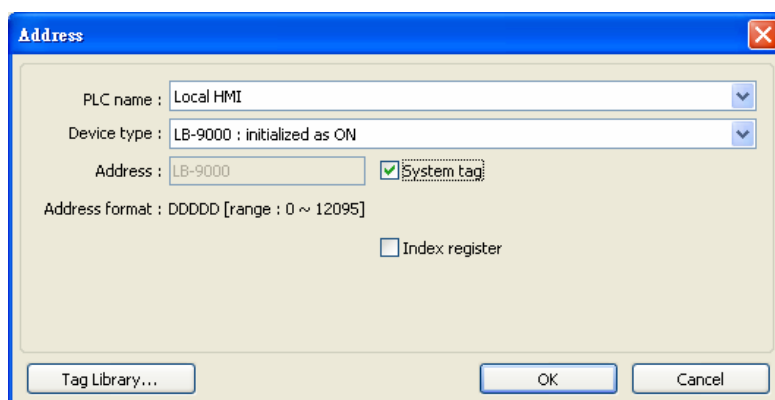 Address
PLC name : Local HMI
Device type : LB-9000 : initialized as ON
Address : LB-9000 System tag
Address format : DDDDD [range : 0 ~ 12095]
Index register
Tag Library... OK Cancel